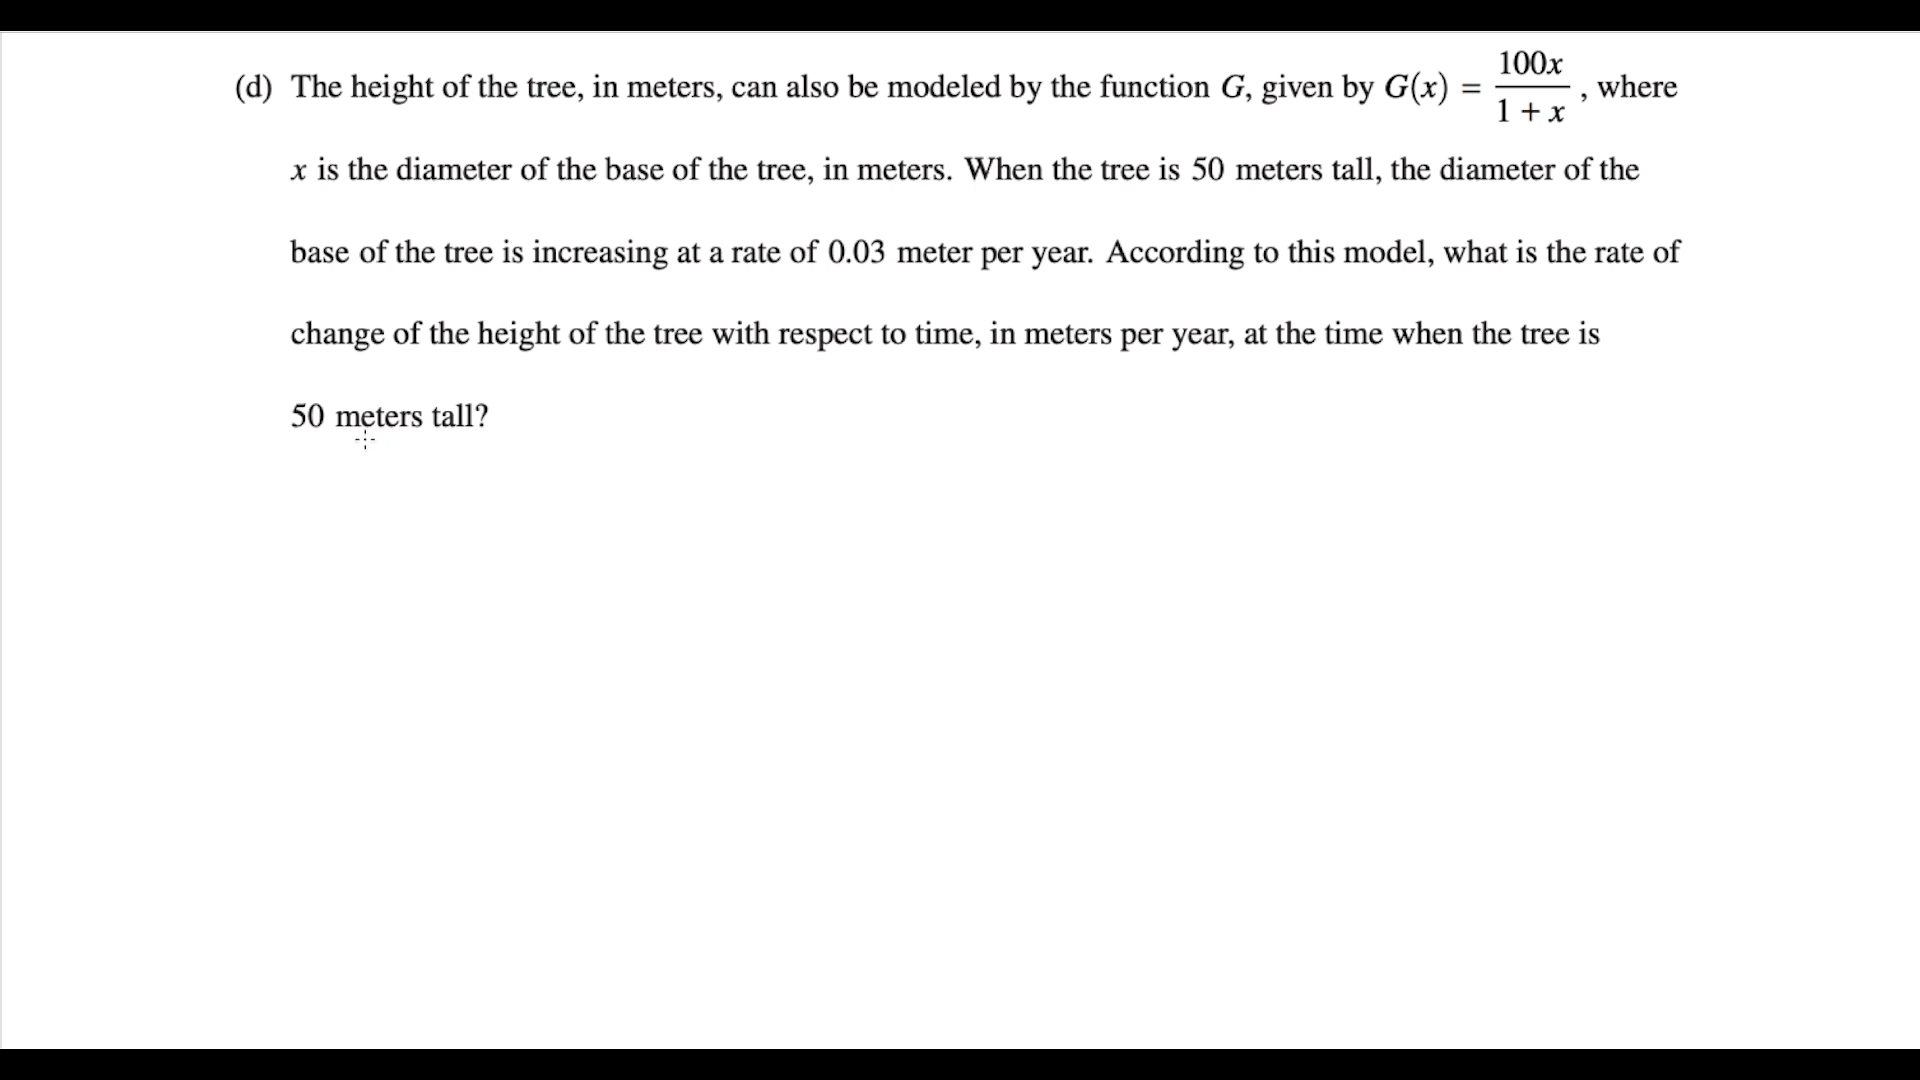 (d) The height of the tree, in meters, can also be modeled by the function G, given by G(x) = 100x / (1 + x), where
x is the diameter of the base of the tree, in meters. When the tree is 50 meters tall, the diameter of the
base of the tree is increasing at a rate of 0.03 meter per year. According to this model, what is the rate of
change of the height of the tree with respect to time, in meters per year, at the time when the tree is
50 meters tall?